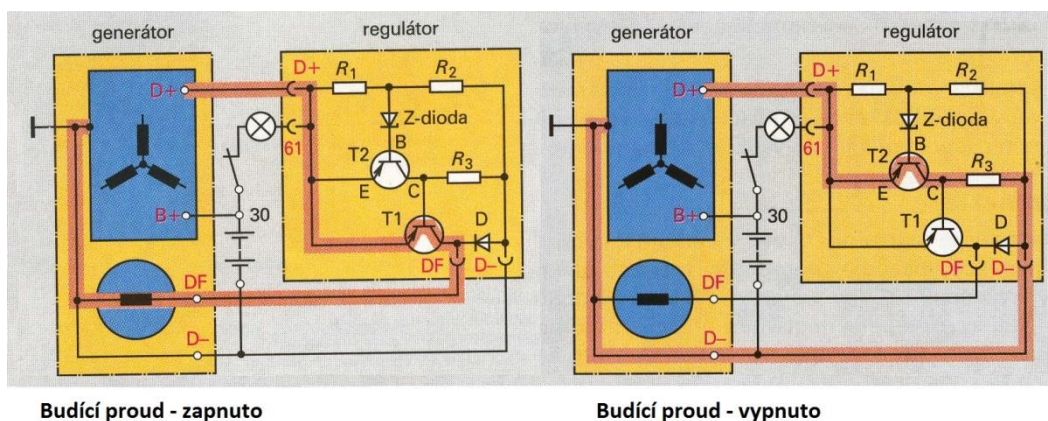 generátor
regulátor
D+
D+
R1
R2
Z-dioda
61
B
T2
E
C
R3
B+
30
T1
D
DF
D–
DF
D–
generátor
regulátor
D+
D+
R1
R2
Z-dioda
61
B
T2
E
C
R3
B+
30
T1
D
DF
D–
DF
D–
Budící proud - zapnuto
Budící proud - vypnuto